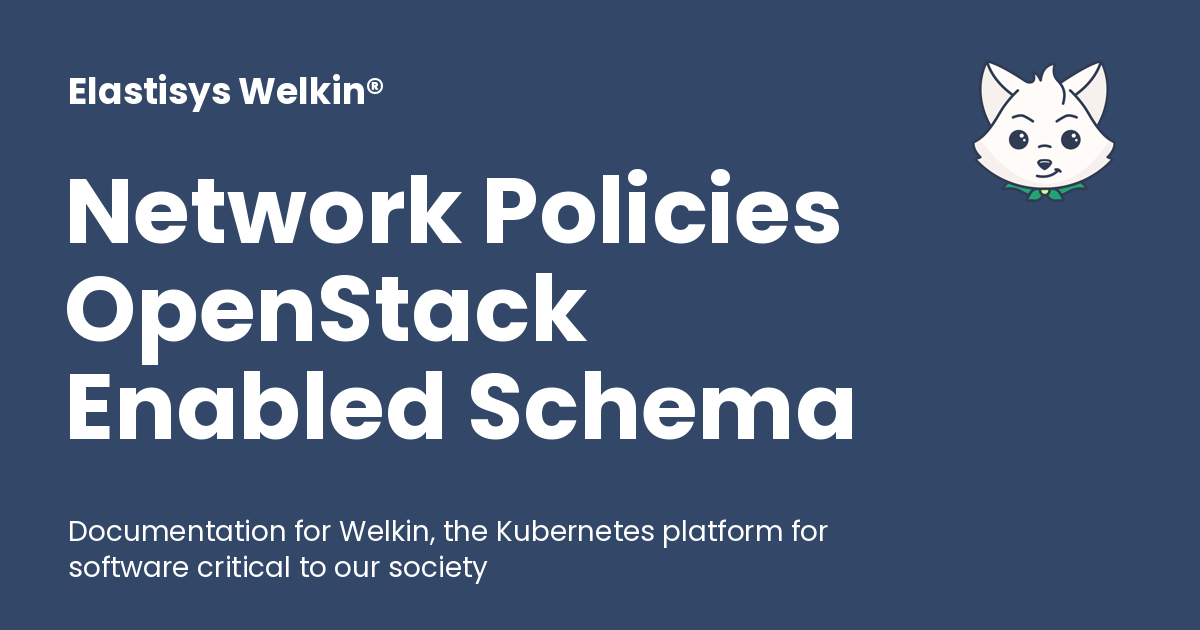 Elastisys Welkin®
Network Policies
OpenStack
Enabled Schema
Documentation for Welkin, the Kubernetes platform for
software critical to our society